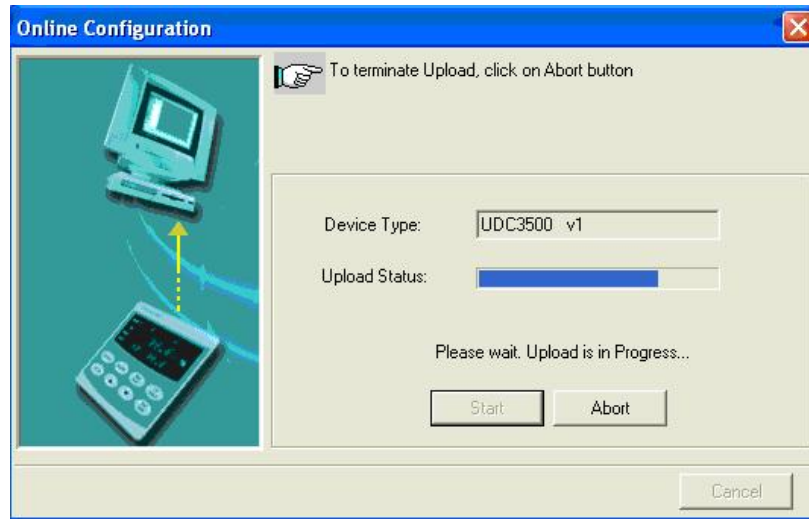 Online Configuration
To terminate Upload, click on Abort button
Device Type: UDC3500 v1
Upload Status:
Please wait. Upload is in Progress...
Start Abort
Cancel